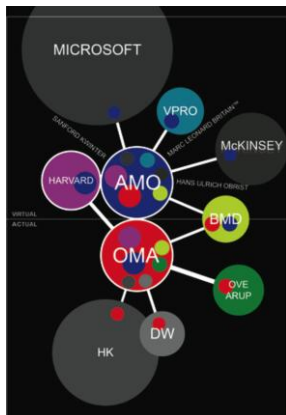 MICROSOFT
SANFORD KWINTER
VPRO
MARC LEONARD BRITAIN™
McKINSEY
HARVARD
AMO
HANS ULRICH OBRIST
VIRTUAL
BMD
ACTUAL
OMA
OVE
ARUP
HK
DW